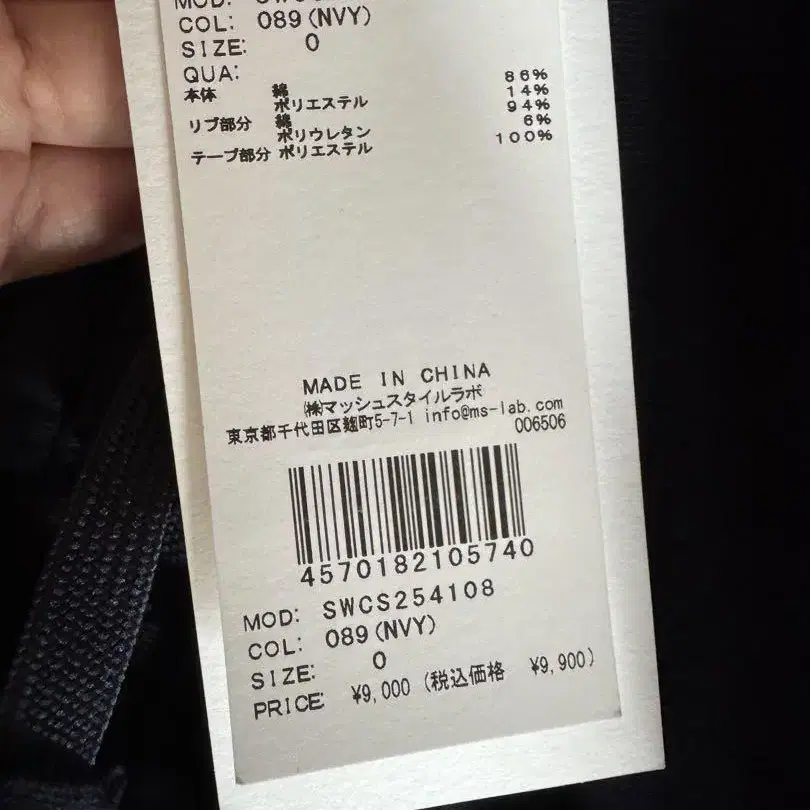 MOD:
COL: 089(NVY)
SIZE: 0
QUA:
本体 綿 86%
ポリエステル 14%
リブ部分 綿 94%
ポリウレタン 6%
テープ部分 ポリエステル 100%
MADE IN CHINA
㈱マッシュスタイルラボ
東京都千代田区麹町5-7-1 info@ms-lab.com
006506
4570182105740
MOD: SWCS254108
COL: 089(NVY)
SIZE: 0
PRICE: ¥9,000 (税込価格 ¥9,900)